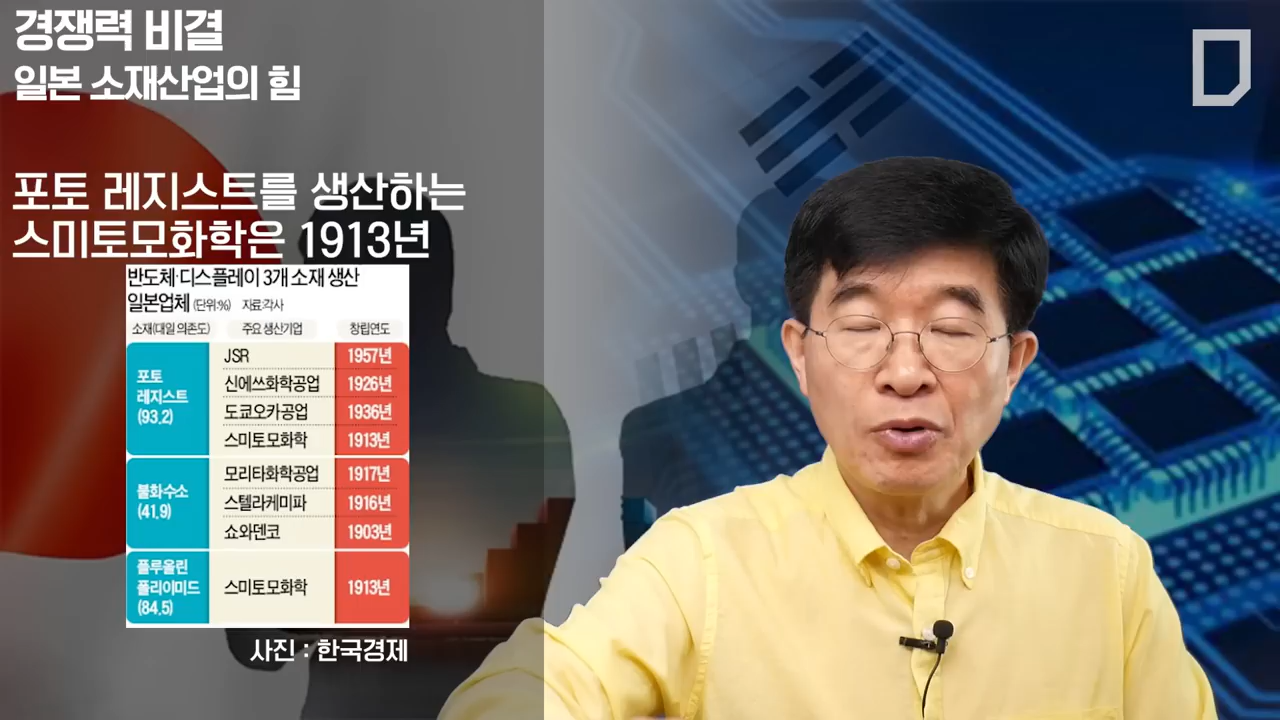 경쟁력 비결
일본 소재산업의 힘
포토 레지스트를 생산하는
스미토모화학은 1913년
반도체·디스플레이 3개 소재 생산
일본업체 (단위:%) 자료:각사
소재(대일 의존도) 주요 생산기업 창립연도
포토
레지스트
(93.2)
JSR 1957년
신에쓰화학공업 1926년
도쿄오카공업 1936년
스미토모화학 1913년
불화수소
(41.9)
모리타화학공업 1917년
스텔라케미파 1916년
쇼와덴코 1903년
플루올린
폴리이미드
(84.5)
스미토모화학 1913년
사진 : 한국경제